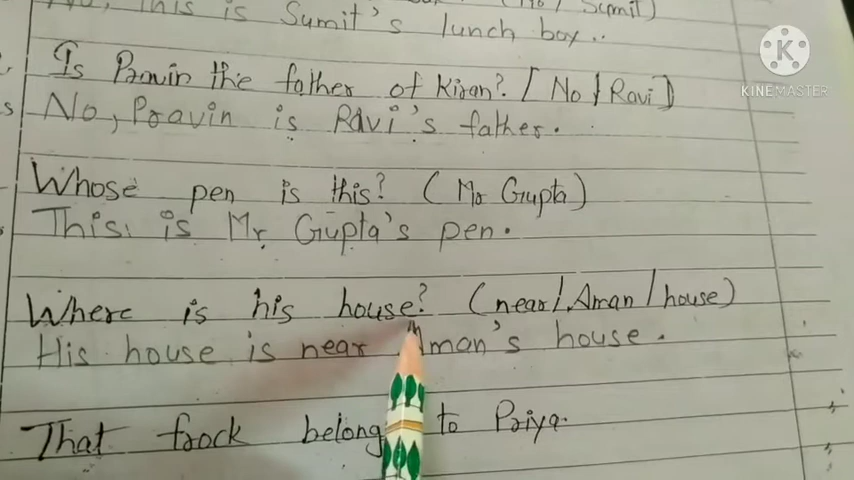 This is Sumit's lunch box..
Is Pravin the father of Kiran? [No / Ravi]
No, Pravin is Ravi's father.
Whose pen is this? (Mr Gupta)
This is Mr Gupta's pen.
Where is his house? (near / Aman / house)
His house is near Aman's house.
That frock belong to Priya.
KINEMASTER